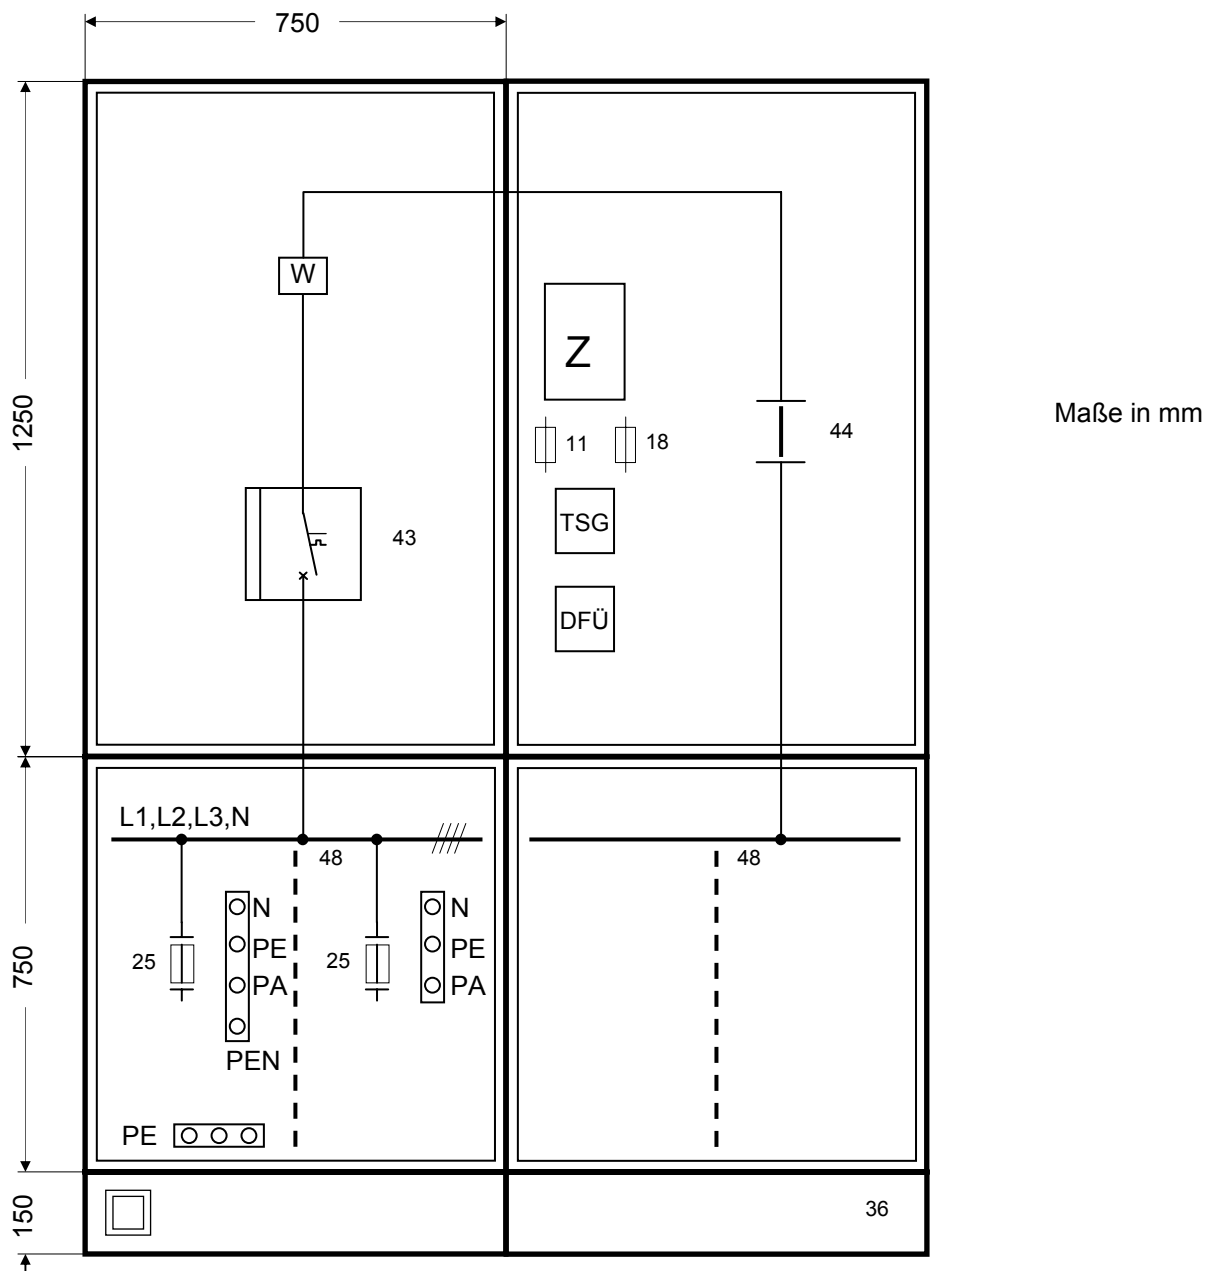 750
W
Z
1250
Maße in mm
44
11
18
TSG
43
DFÜ
L1,L2,L3,N
48
48
N
N
25
PE
25
PE
PA
PA
750
PEN
PE
150
36